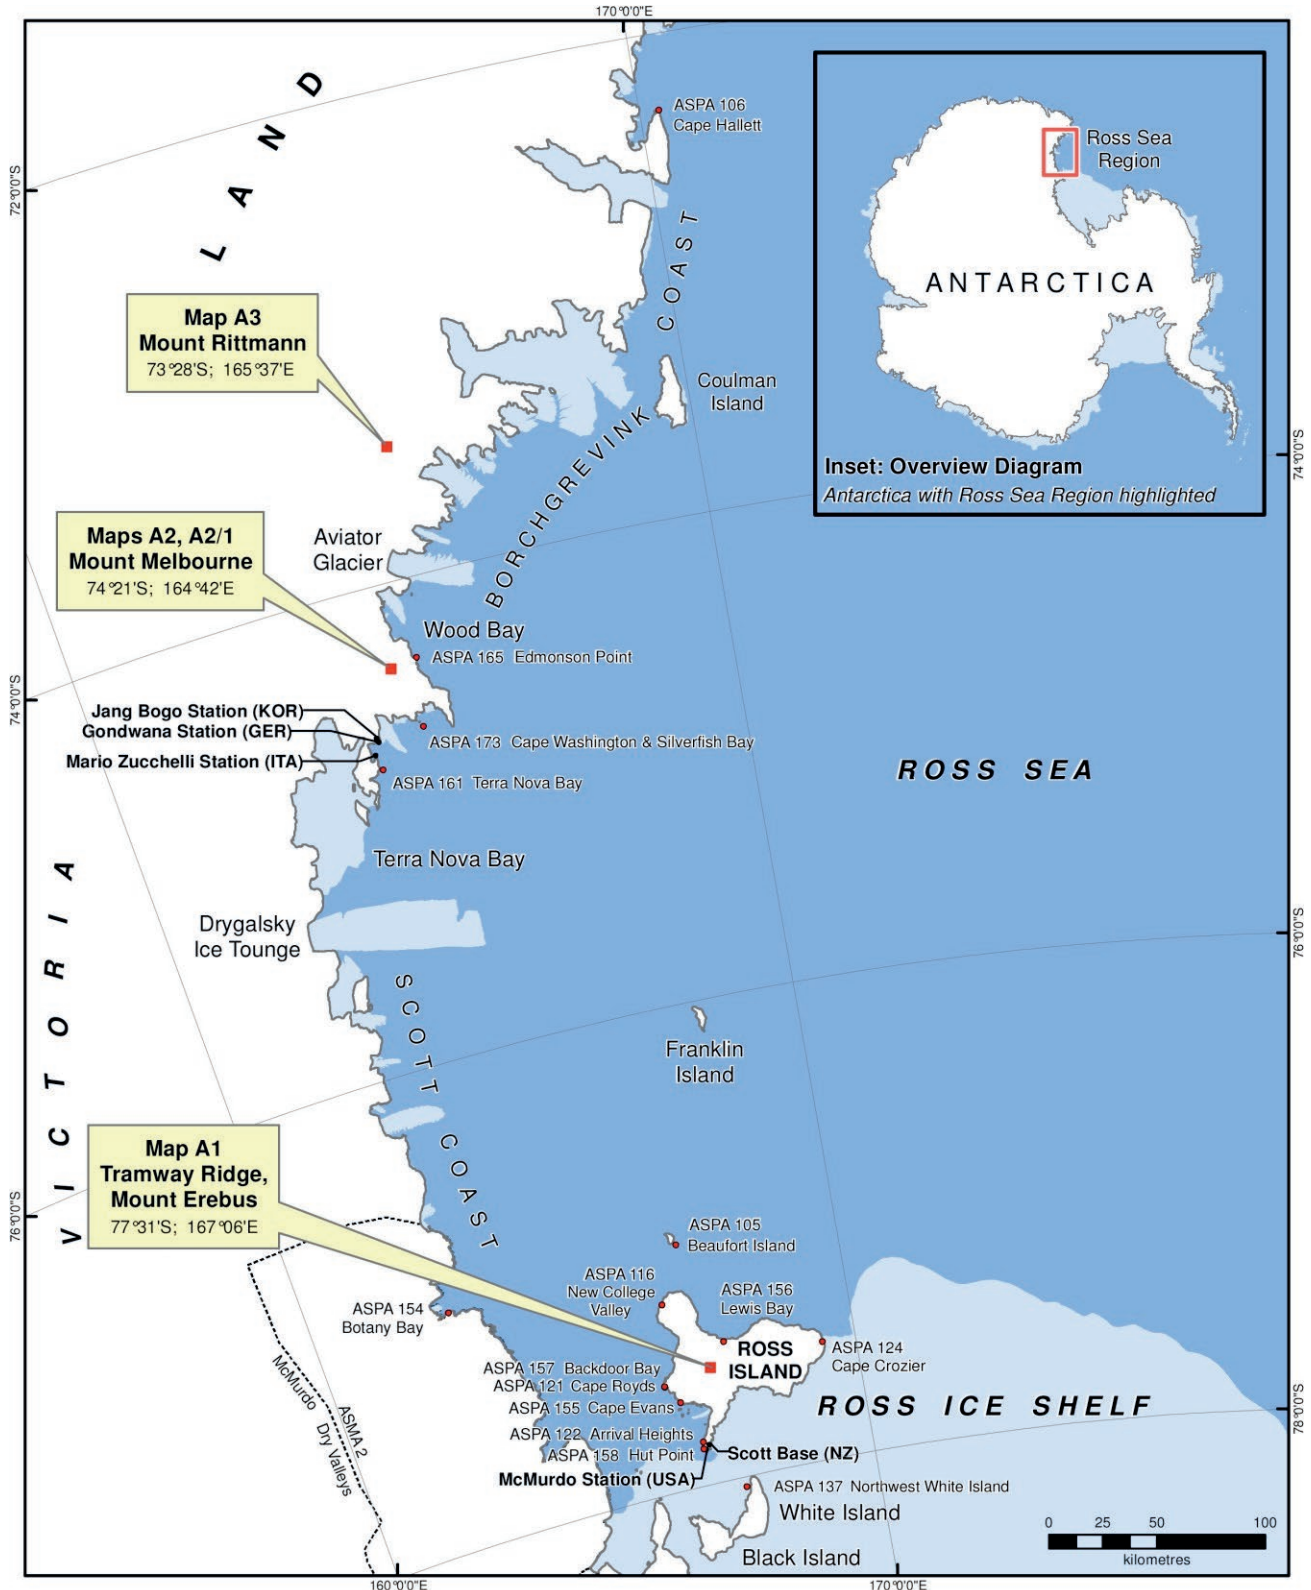 170°0'0"E
LAND
ASPA 106
Cape Hallett
Ross Sea
Region
ANTARCTICA
Inset: Overview Diagram
Antarctica with Ross Sea Region highlighted
72°0'0"S
COAST
Map A3
Mount Rittmann
73°28'S; 165°37'E
Coulman
Island
BORCHGREVINK
74°0'0"S
Maps A2, A2/1
Mount Melbourne
74°21'S; 164°42'E
Aviator
Glacier
Wood Bay
ASPA 165 Edmonson Point
74°0'0"S
Jang Bogo Station (KOR)
Gondwana Station (GER)
Mario Zucchelli Station (ITA)
ASPA 173 Cape Washington & Silverfish Bay
ASPA 161 Terra Nova Bay
ROSS SEA
Terra Nova Bay
VICTORIA
Drygalsky
Ice Tounge
76°0'0"S
SCOTT COAST
Franklin
Island
Map A1
Tramway Ridge,
Mount Erebus
77°31'S; 167°06'E
76°0'0"S
ASPA 105
Beaufort Island
ASPA 116
New College
Valley
ASPA 156
Lewis Bay
ASPA 154
Botany Bay
ROSS
ISLAND
ASPA 124
Cape Crozier
ASPA 157 Backdoor Bay
ASPA 121 Cape Royds
ASPA 155 Cape Evans
ROSS ICE SHELF
78°0'0"S
ASMA 2
McMurdo Dry Valleys
ASPA 122 Arrival Heights
ASPA 158 Hut Point
Scott Base (NZ)
McMurdo Station (USA)
ASPA 137 Northwest White Island
White Island
Black Island
0 25 50 100
kilometres
160°0'0"E
170°0'0"E